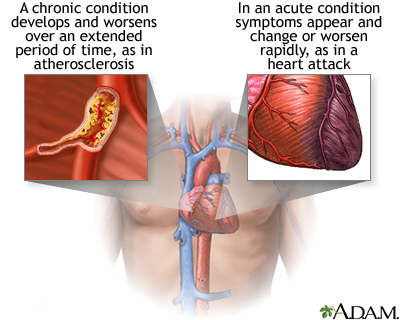 A chronic condition
develops and worsens
over an extended
period of time, as in
atherosclerosis
In an acute condition
symptoms appear and
change or worsen
rapidly, as in a
heart attack
ADAM.